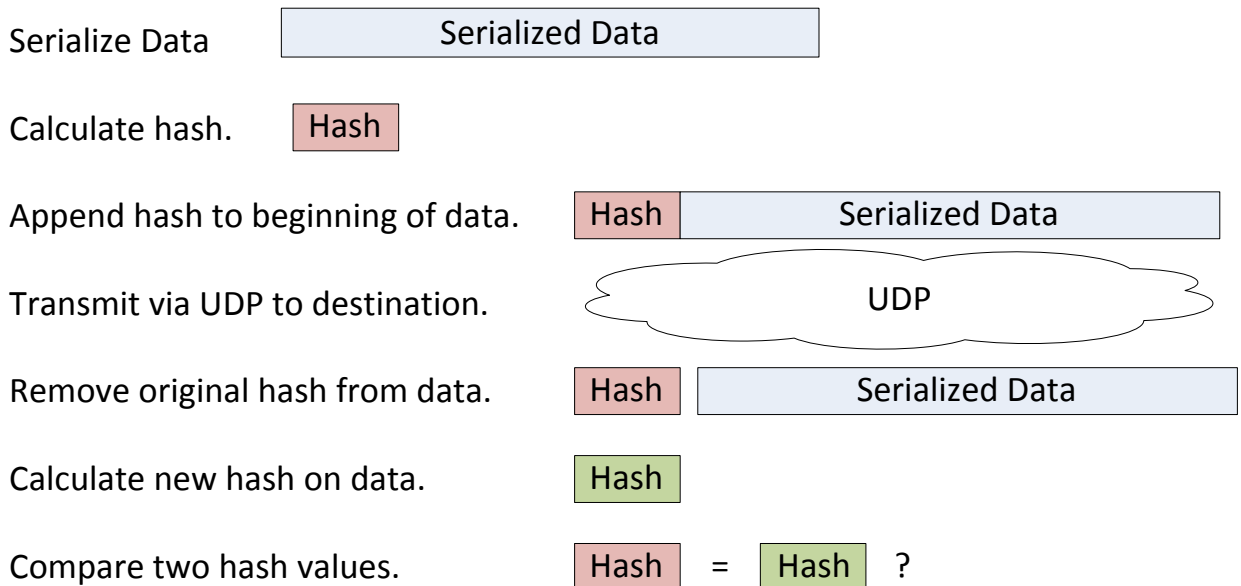 Serialize Data Serialized Data
Calculate hash. Hash
Append hash to beginning of data. Hash Serialized Data
Transmit via UDP to destination. UDP
Remove original hash from data. Hash Serialized Data
Calculate new hash on data. Hash
Compare two hash values. Hash = Hash ?